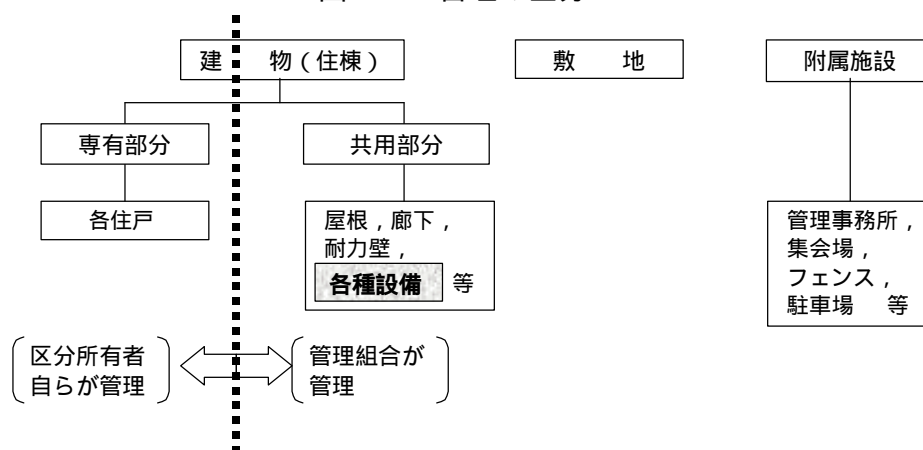 建　物（住棟）
敷　地
附属施設
専有部分
共用部分
各住戸
屋根，廊下，
耐力壁，
各種設備 等
管理事務所，
集会場，
フェンス，
駐車場 等
区分所有者
自らが管理
管理組合が
管理